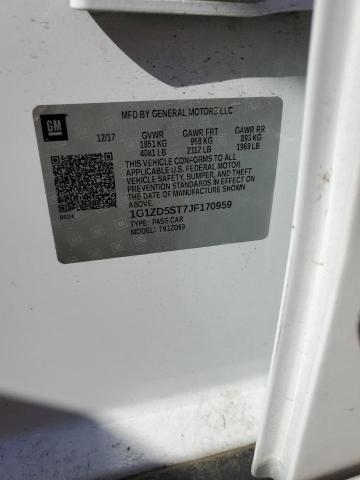 MFD BY GENERAL MOTORS LLC
GM
12/17 GVWR GAWR FRT GAWR RR
1851 KG 958 KG 893 KG
4081 LB 2112 LB 1969 LB
THIS VEHICLE CONFORMS TO ALL
APPLICABLE U.S. FEDERAL MOTOR
VEHICLE SAFETY, BUMPER, AND THEFT
PREVENTION STANDARDS IN EFFECT ON
THE DATE OF MANUFACTURE SHOWN
ABOVE.
1G1ZD5ST7JF170959
TYPE: PASS CAR
MODEL: 791ZD69